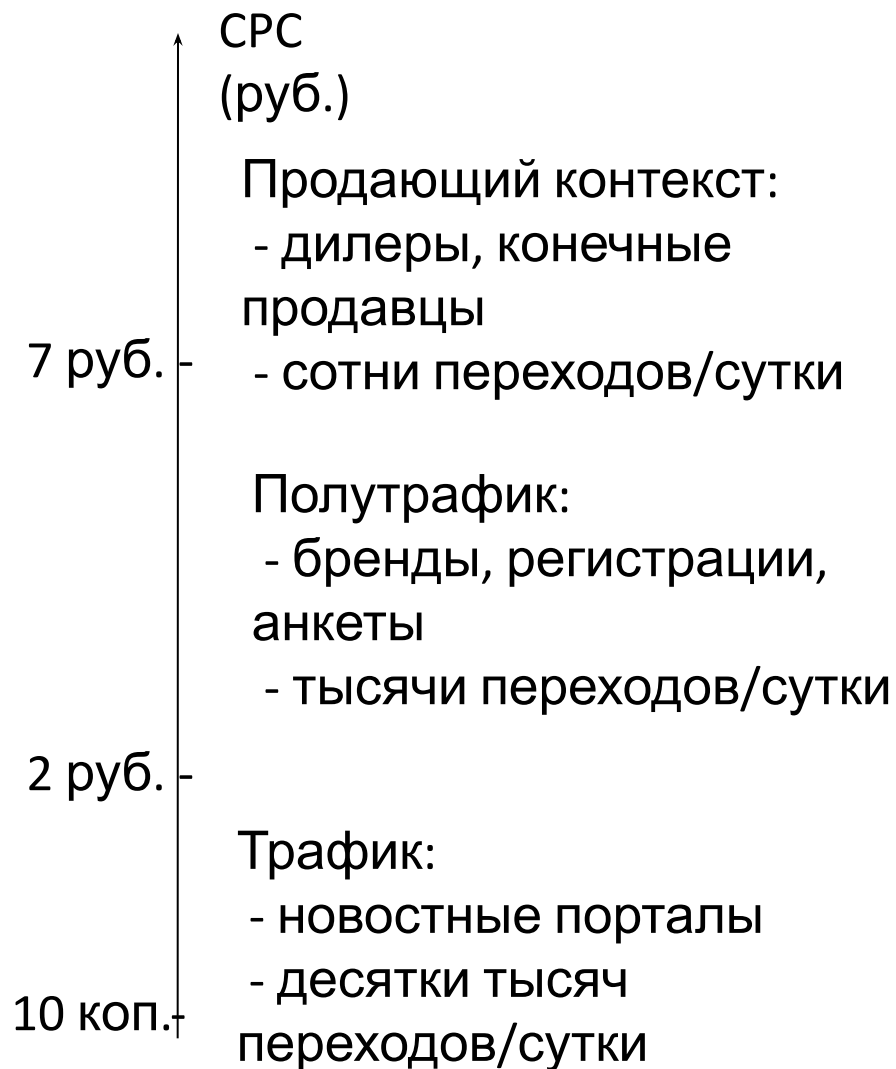 CPC
(руб.)
Продающий контекст:
- дилеры, конечные
продавцы
7 руб. -
- сотни переходов/сутки
Полутрафик:
- бренды, регистрации,
анкеты
- тысячи переходов/сутки
2 руб. -
Трафик:
- новостные порталы
- десятки тысяч
10 коп.-
переходов/сутки